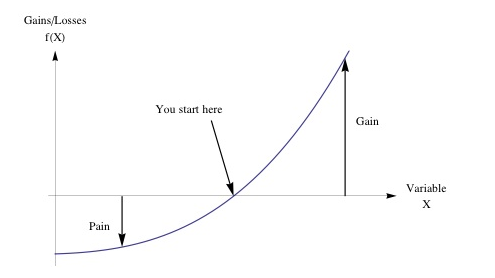 Gains/Losses
f(X)
You start here
Gain
Variable
X
Pain